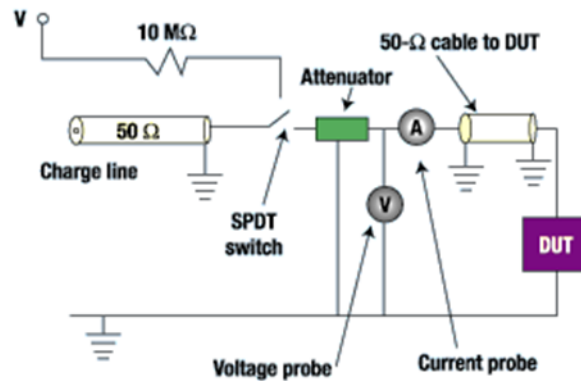 V
10 MΩ
50-Ω cable to DUT
Attenuator
50 Ω
A
Charge line
SPDT
switch
V
DUT
Voltage probe
Current probe